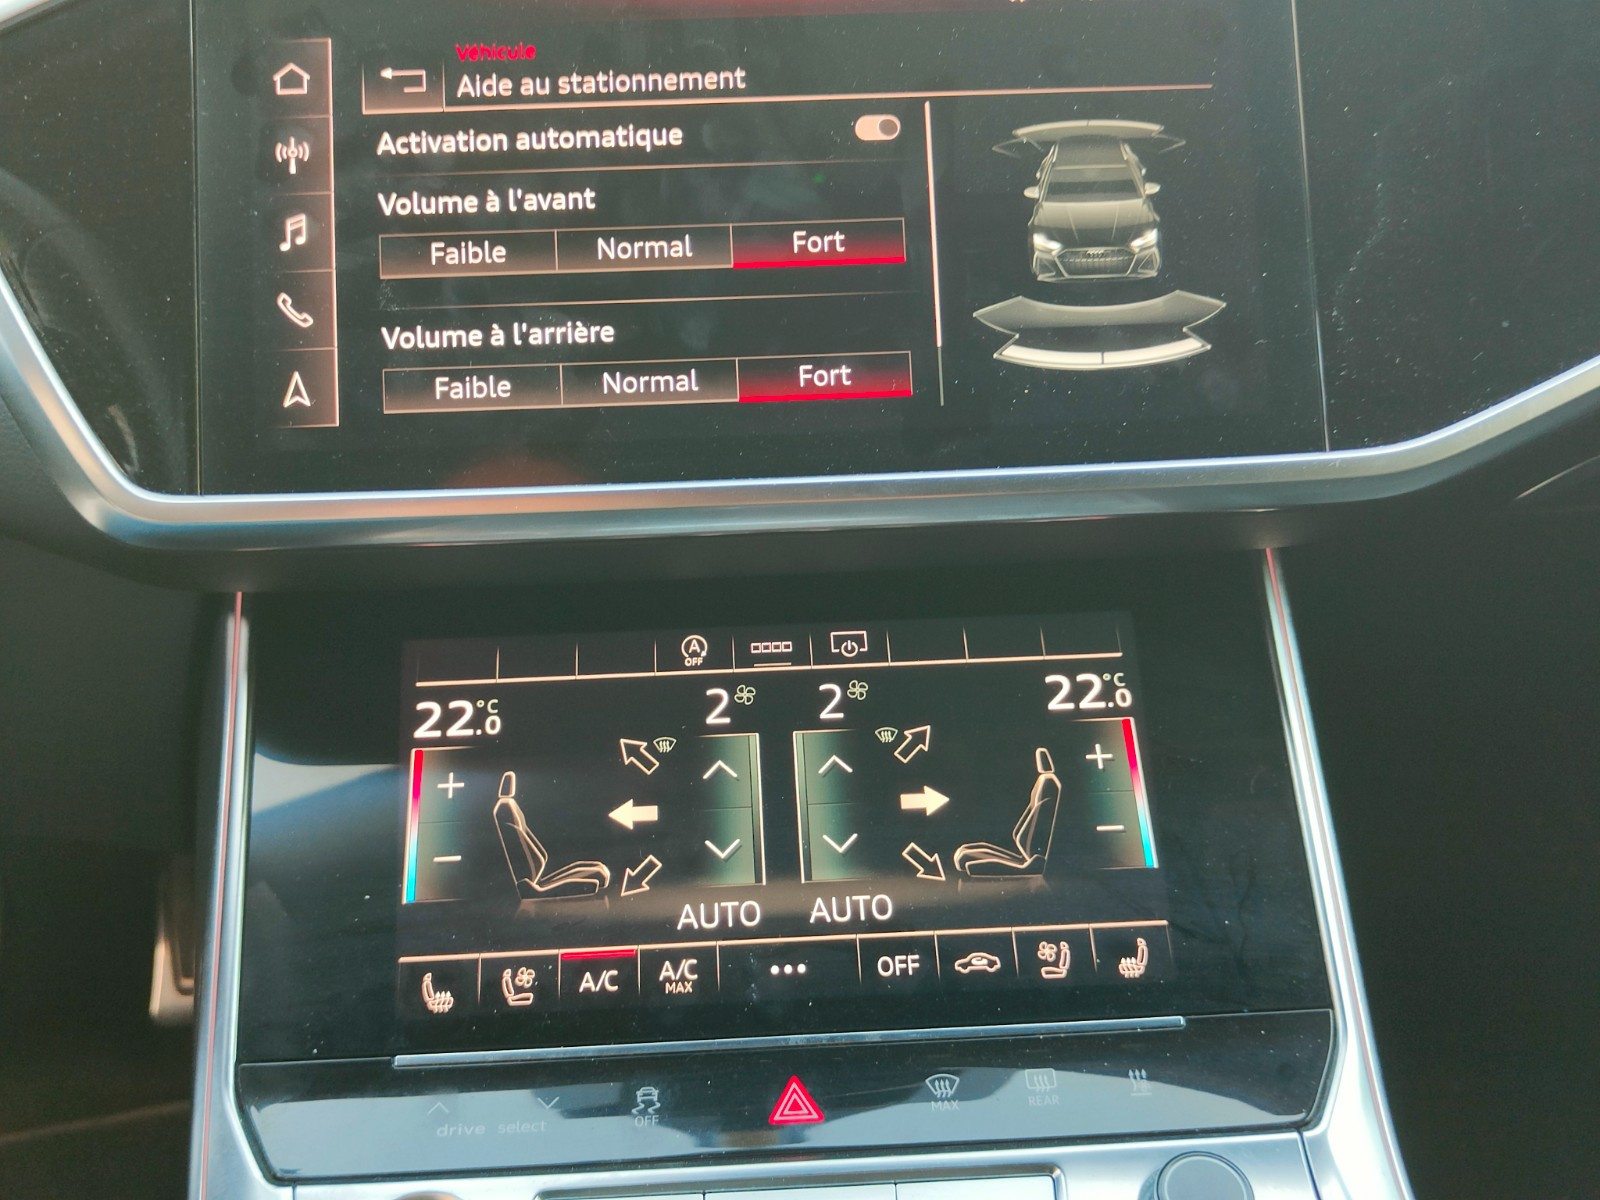 Véhicule
Aide au stationnement
Activation automatique
Volume à l'avant
Faible Normal Fort
Volume à l'arrière
Faible Normal Fort
A
OFF
22.0°C 2 2 22.0°C
+ +
− −
AUTO AUTO
A/C A/C MAX ••• OFF
drive select OFF MAX REAR